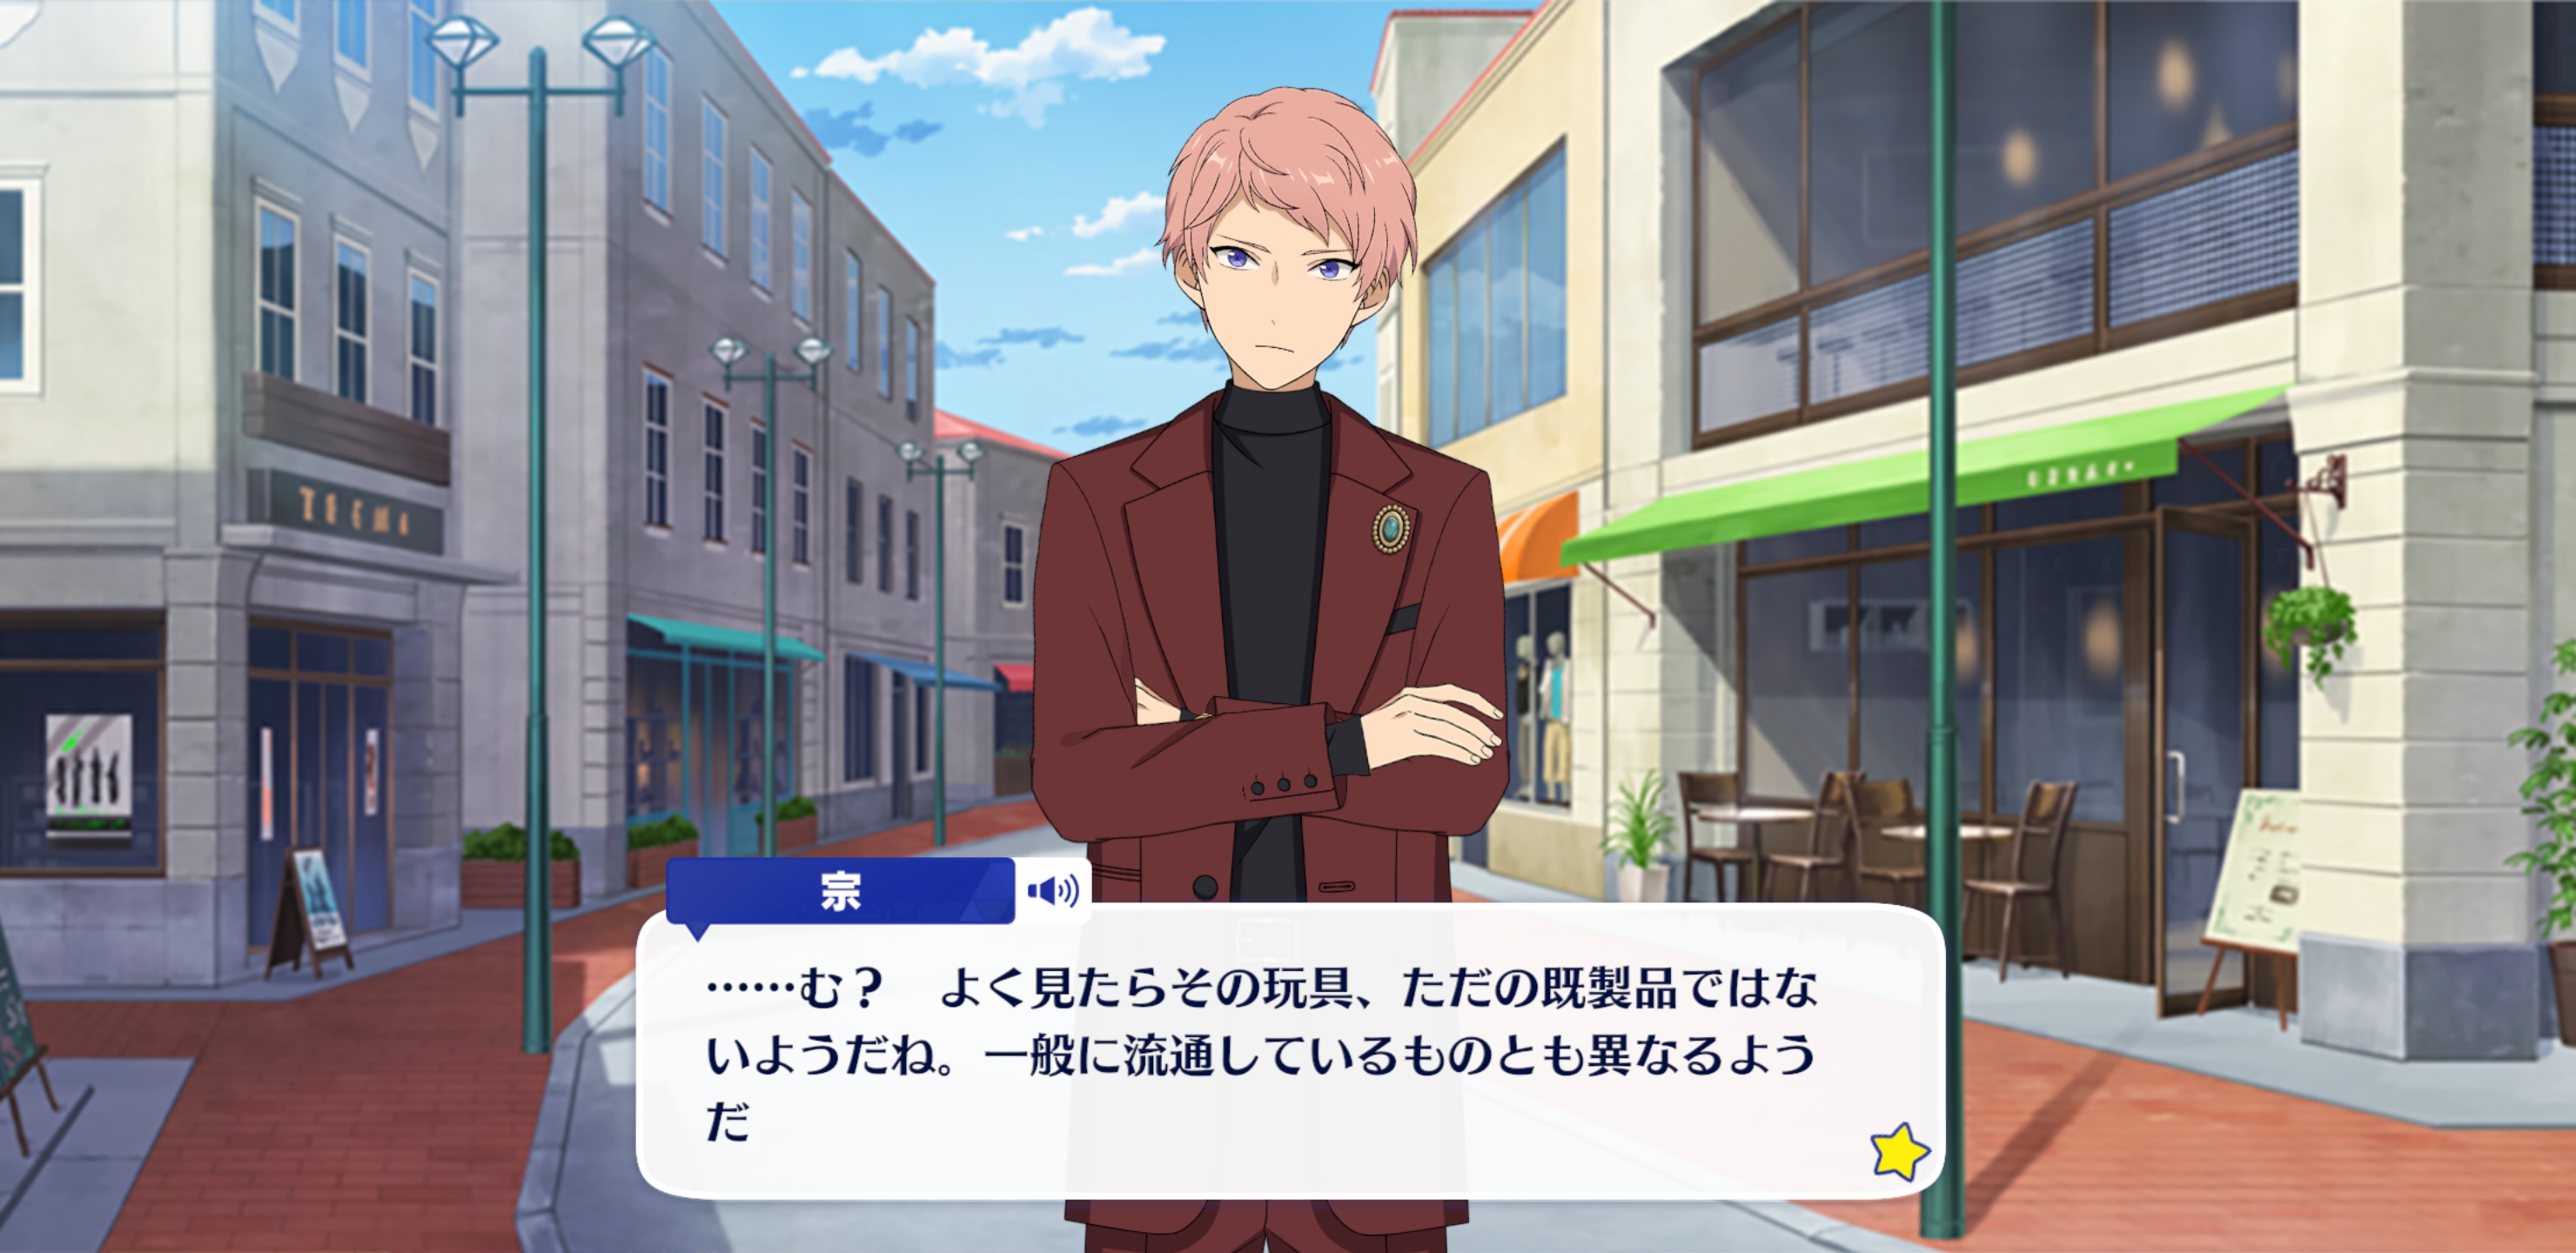 宗
……む？　よく見たらその玩具、ただの既製品ではな
いようだね。一般に流通しているものとも異なるよう
だ